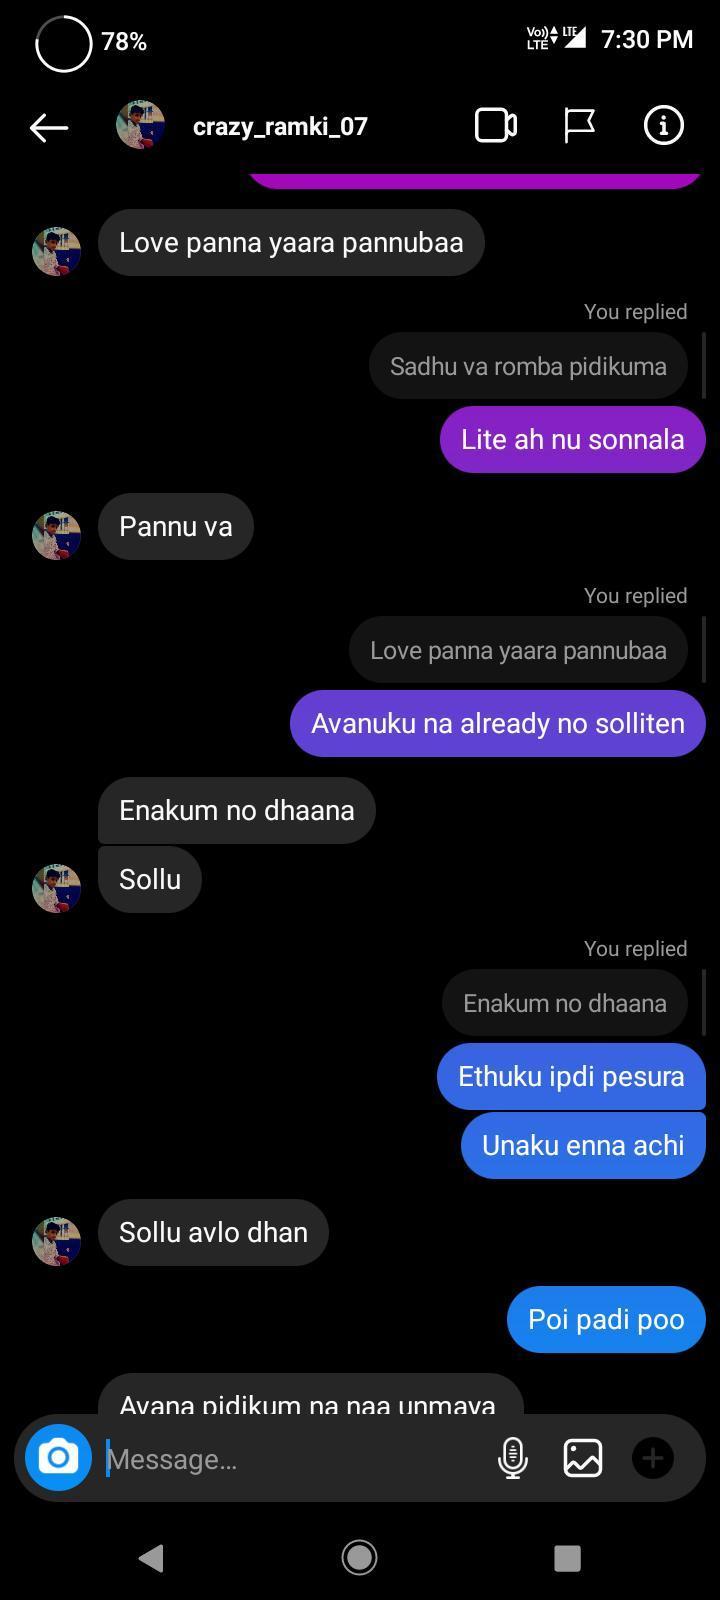 78%
Vo)) LTE LTE 7:30 PM
crazy_ramki_07
Love panna yaara pannubaa
You replied
Sadhu va romba pidikuma
Lite ah nu sonnala
Pannu va
You replied
Love panna yaara pannubaa
Avanuku na already no solliten
Enakum no dhaana
Sollu
You replied
Enakum no dhaana
Ethuku ipdi pesura
Unaku enna achi
Sollu avlo dhan
Poi padi poo
Avana pidikum na naa unmaya
Message...